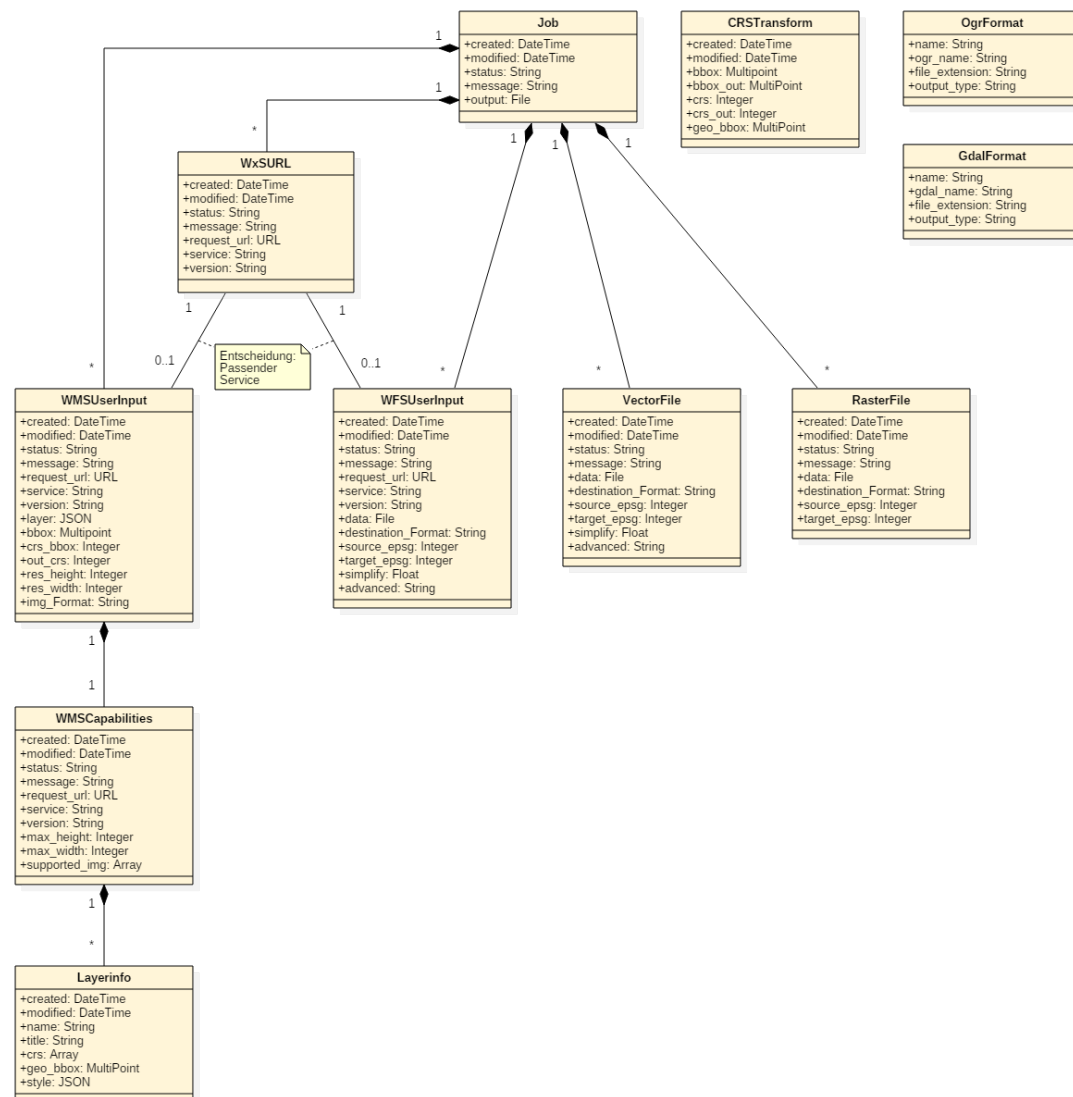 Job
+created: DateTime
+modified: DateTime
+status: String
+message: String
+output: File
CRSTransform
+created: DateTime
+modified: DateTime
+bbox: Multipoint
+bbox_out: MultiPoint
+crs: Integer
+crs_out: Integer
+geo_bbox: MultiPoint
OgrFormat
+name: String
+ogr_name: String
+file_extension: String
+output_type: String
GdalFormat
+name: String
+gdal_name: String
+file_extension: String
+output_type: String
1
1
*
1
1
1
WxSURL
+created: DateTime
+modified: DateTime
+status: String
+message: String
+request_url: URL
+service: String
+version: String
1
1
0..1
0..1
Entscheidung:
Passender
Service
*
*
*
*
WMSUserInput
+created: DateTime
+modified: DateTime
+status: String
+message: String
+request_url: URL
+service: String
+version: String
+layer: JSON
+bbox: Multipoint
+crs_bbox: Integer
+out_crs: Integer
+res_height: Integer
+res_width: Integer
+img_Format: String
WFSUserInput
+created: DateTime
+modified: DateTime
+status: String
+message: String
+request_url: URL
+service: String
+version: String
+data: File
+destination_Format: String
+source_epsg: Integer
+target_epsg: Integer
+simplify: Float
+advanced: String
VectorFile
+created: DateTime
+modified: DateTime
+status: String
+message: String
+data: File
+destination_Format: String
+source_epsg: Integer
+target_epsg: Integer
+simplify: Float
+advanced: String
RasterFile
+created: DateTime
+modified: DateTime
+status: String
+message: String
+data: File
+destination_Format: String
+source_epsg: Integer
+target_epsg: Integer
1
1
WMSCapabilities
+created: DateTime
+modified: DateTime
+status: String
+message: String
+request_url: URL
+service: String
+version: String
+max_height: Integer
+max_width: Integer
+supported_img: Array
1
*
Layerinfo
+created: DateTime
+modified: DateTime
+name: String
+title: String
+crs: Array
+geo_bbox: MultiPoint
+style: JSON